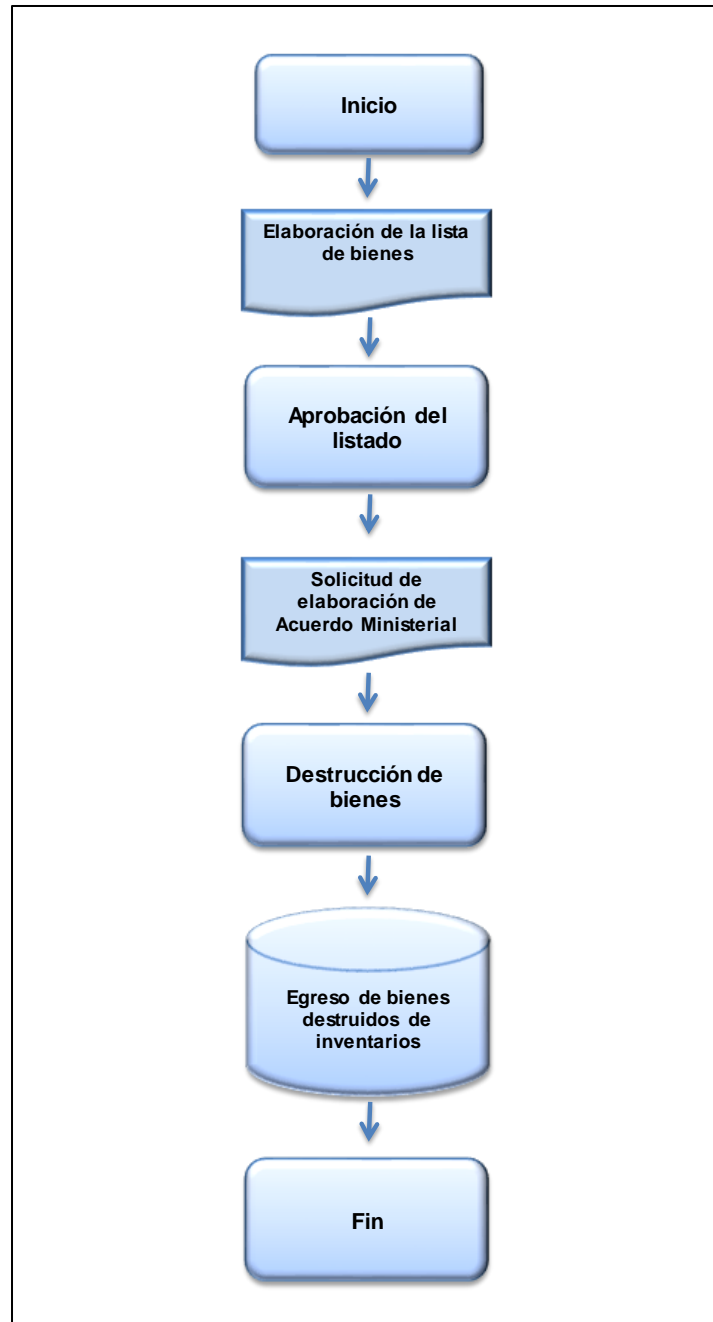 Inicio
Elaboración de la lista
de bienes
Aprobación del
listado
Solicitud de
elaboración de
Acuerdo Ministerial
Destrucción de
bienes
Egreso de bienes
destruidos de
inventarios
Fin